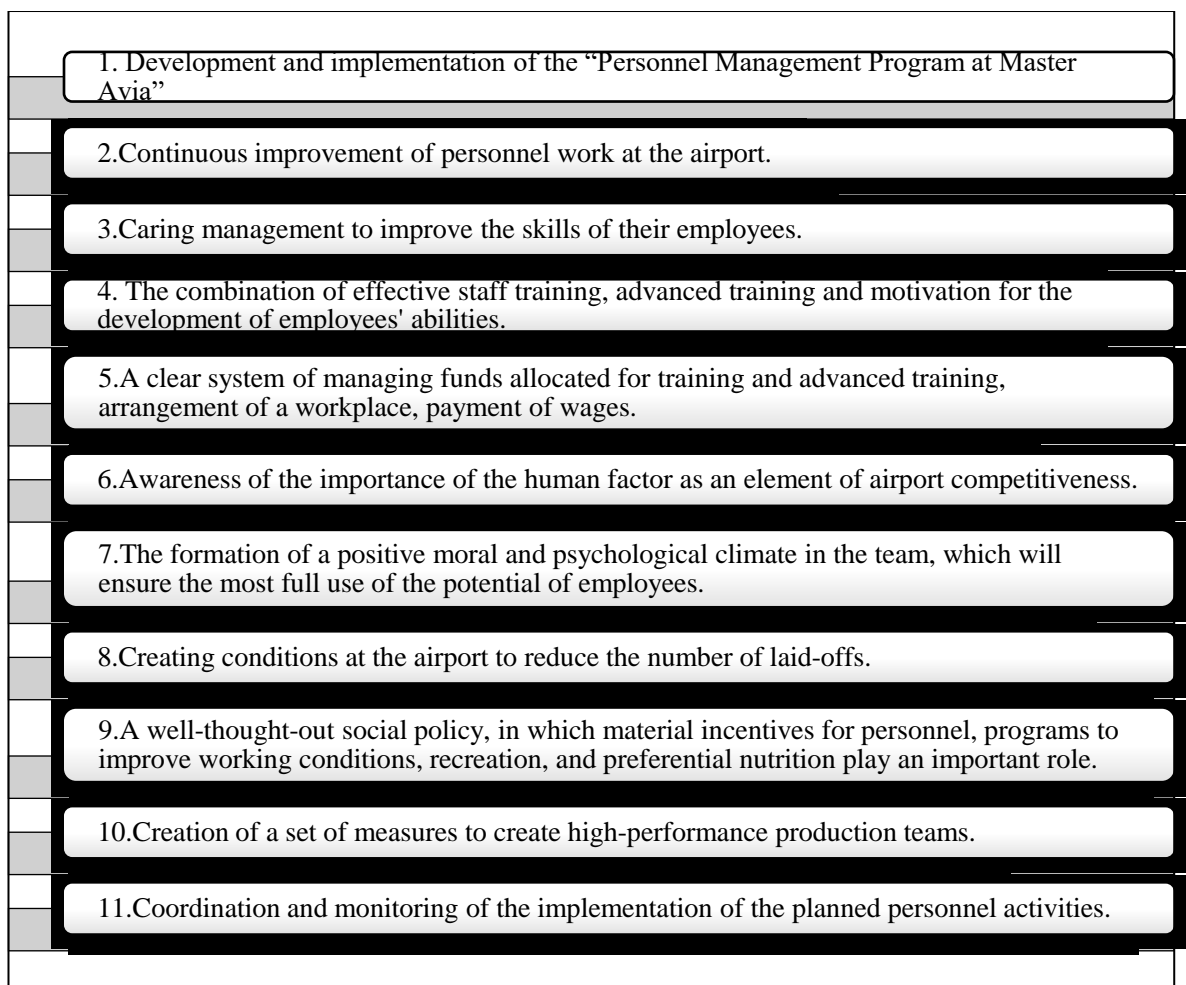 1. Development and implementation of the “Personnel Management Program at Master
Avia”
2.Continuous improvement of personnel work at the airport.
3.Caring management to improve the skills of their employees.
4. The combination of effective staff training, advanced training and motivation for the
development of employees' abilities.
5.A clear system of managing funds allocated for training and advanced training,
arrangement of a workplace, payment of wages.
6.Awareness of the importance of the human factor as an element of airport competitiveness.
7.The formation of a positive moral and psychological climate in the team, which will
ensure the most full use of the potential of employees.
8.Creating conditions at the airport to reduce the number of laid-offs.
9.A well-thought-out social policy, in which material incentives for personnel, programs to
improve working conditions, recreation, and preferential nutrition play an important role.
10.Creation of a set of measures to create high-performance production teams.
11.Coordination and monitoring of the implementation of the planned personnel activities.